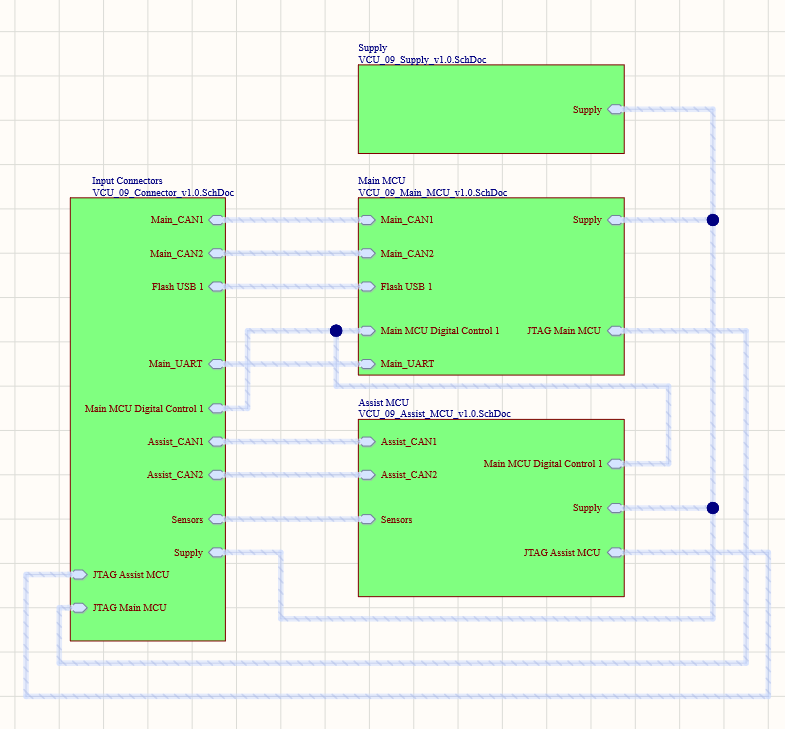 Supply
VCU_09_Supply_v1.0.SchDoc
Supply
Input Connectors
VCU_09_Connector_v1.0.SchDoc
Main_CAN1
Main_CAN2
Flash USB 1
Main_UART
Main MCU Digital Control 1
Assist_CAN1
Assist_CAN2
Sensors
Supply
JTAG Assist MCU
JTAG Main MCU
Main MCU
VCU_09_Main_MCU_v1.0.SchDoc
Main_CAN1
Supply
Main_CAN2
Flash USB 1
Main MCU Digital Control 1
JTAG Main MCU
Main_UART
Assist MCU
VCU_09_Assist_MCU_v1.0.SchDoc
Assist_CAN1
Main MCU Digital Control 1
Assist_CAN2
Supply
Sensors
JTAG Assist MCU